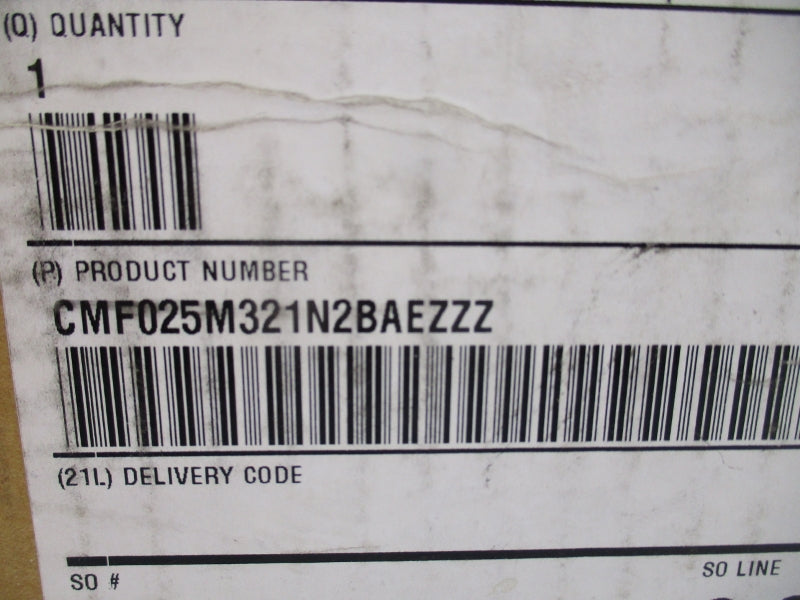 (Q) QUANTITY
1
(P) PRODUCT NUMBER
CMF025M321N2BAEZZZ
(21L) DELIVERY CODE
SO #
SO LINE